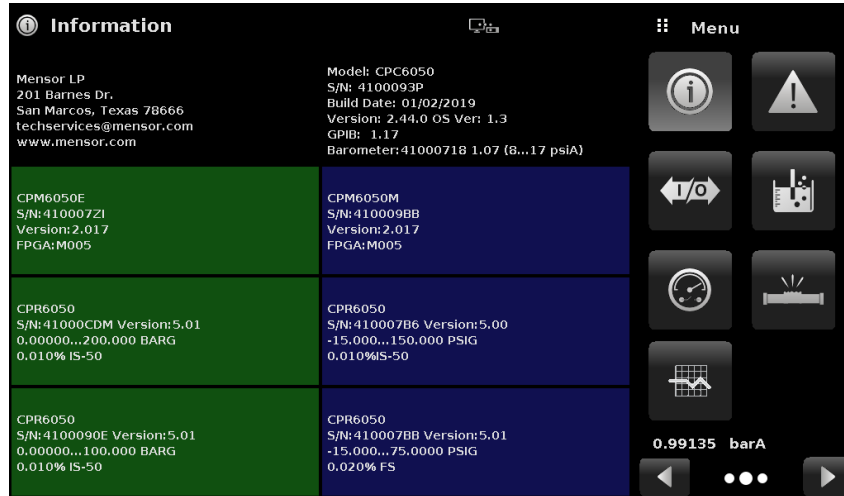 Information
Menu
Mensor LP
201 Barnes Dr.
San Marcos, Texas 78666
techservices@mensor.com
www.mensor.com
Model: CPC6050
S/N: 4100093P
Build Date: 01/02/2019
Version: 2.44.0 OS Ver: 1.3
GPIB: 1.17
Barometer:41000718 1.07 (8...17 psiA)
CPM6050E
S/N:410007ZI
Version:2.017
FPGA:M005
CPM6050M
S/N:410009BB
Version:2.017
FPGA:M005
CPR6050
S/N:41000CDM Version:5.01
0.00000...200.000 BARG
0.010% IS-50
CPR6050
S/N:410007B6 Version:5.00
-15.000...150.000 PSIG
0.010%IS-50
CPR6050
S/N:4100090E Version:5.01
0.00000...100.000 BARG
0.010% IS-50
CPR6050
S/N:410007BB Version:5.01
-15.000...75.0000 PSIG
0.020% FS
I/O
0.99135 barA